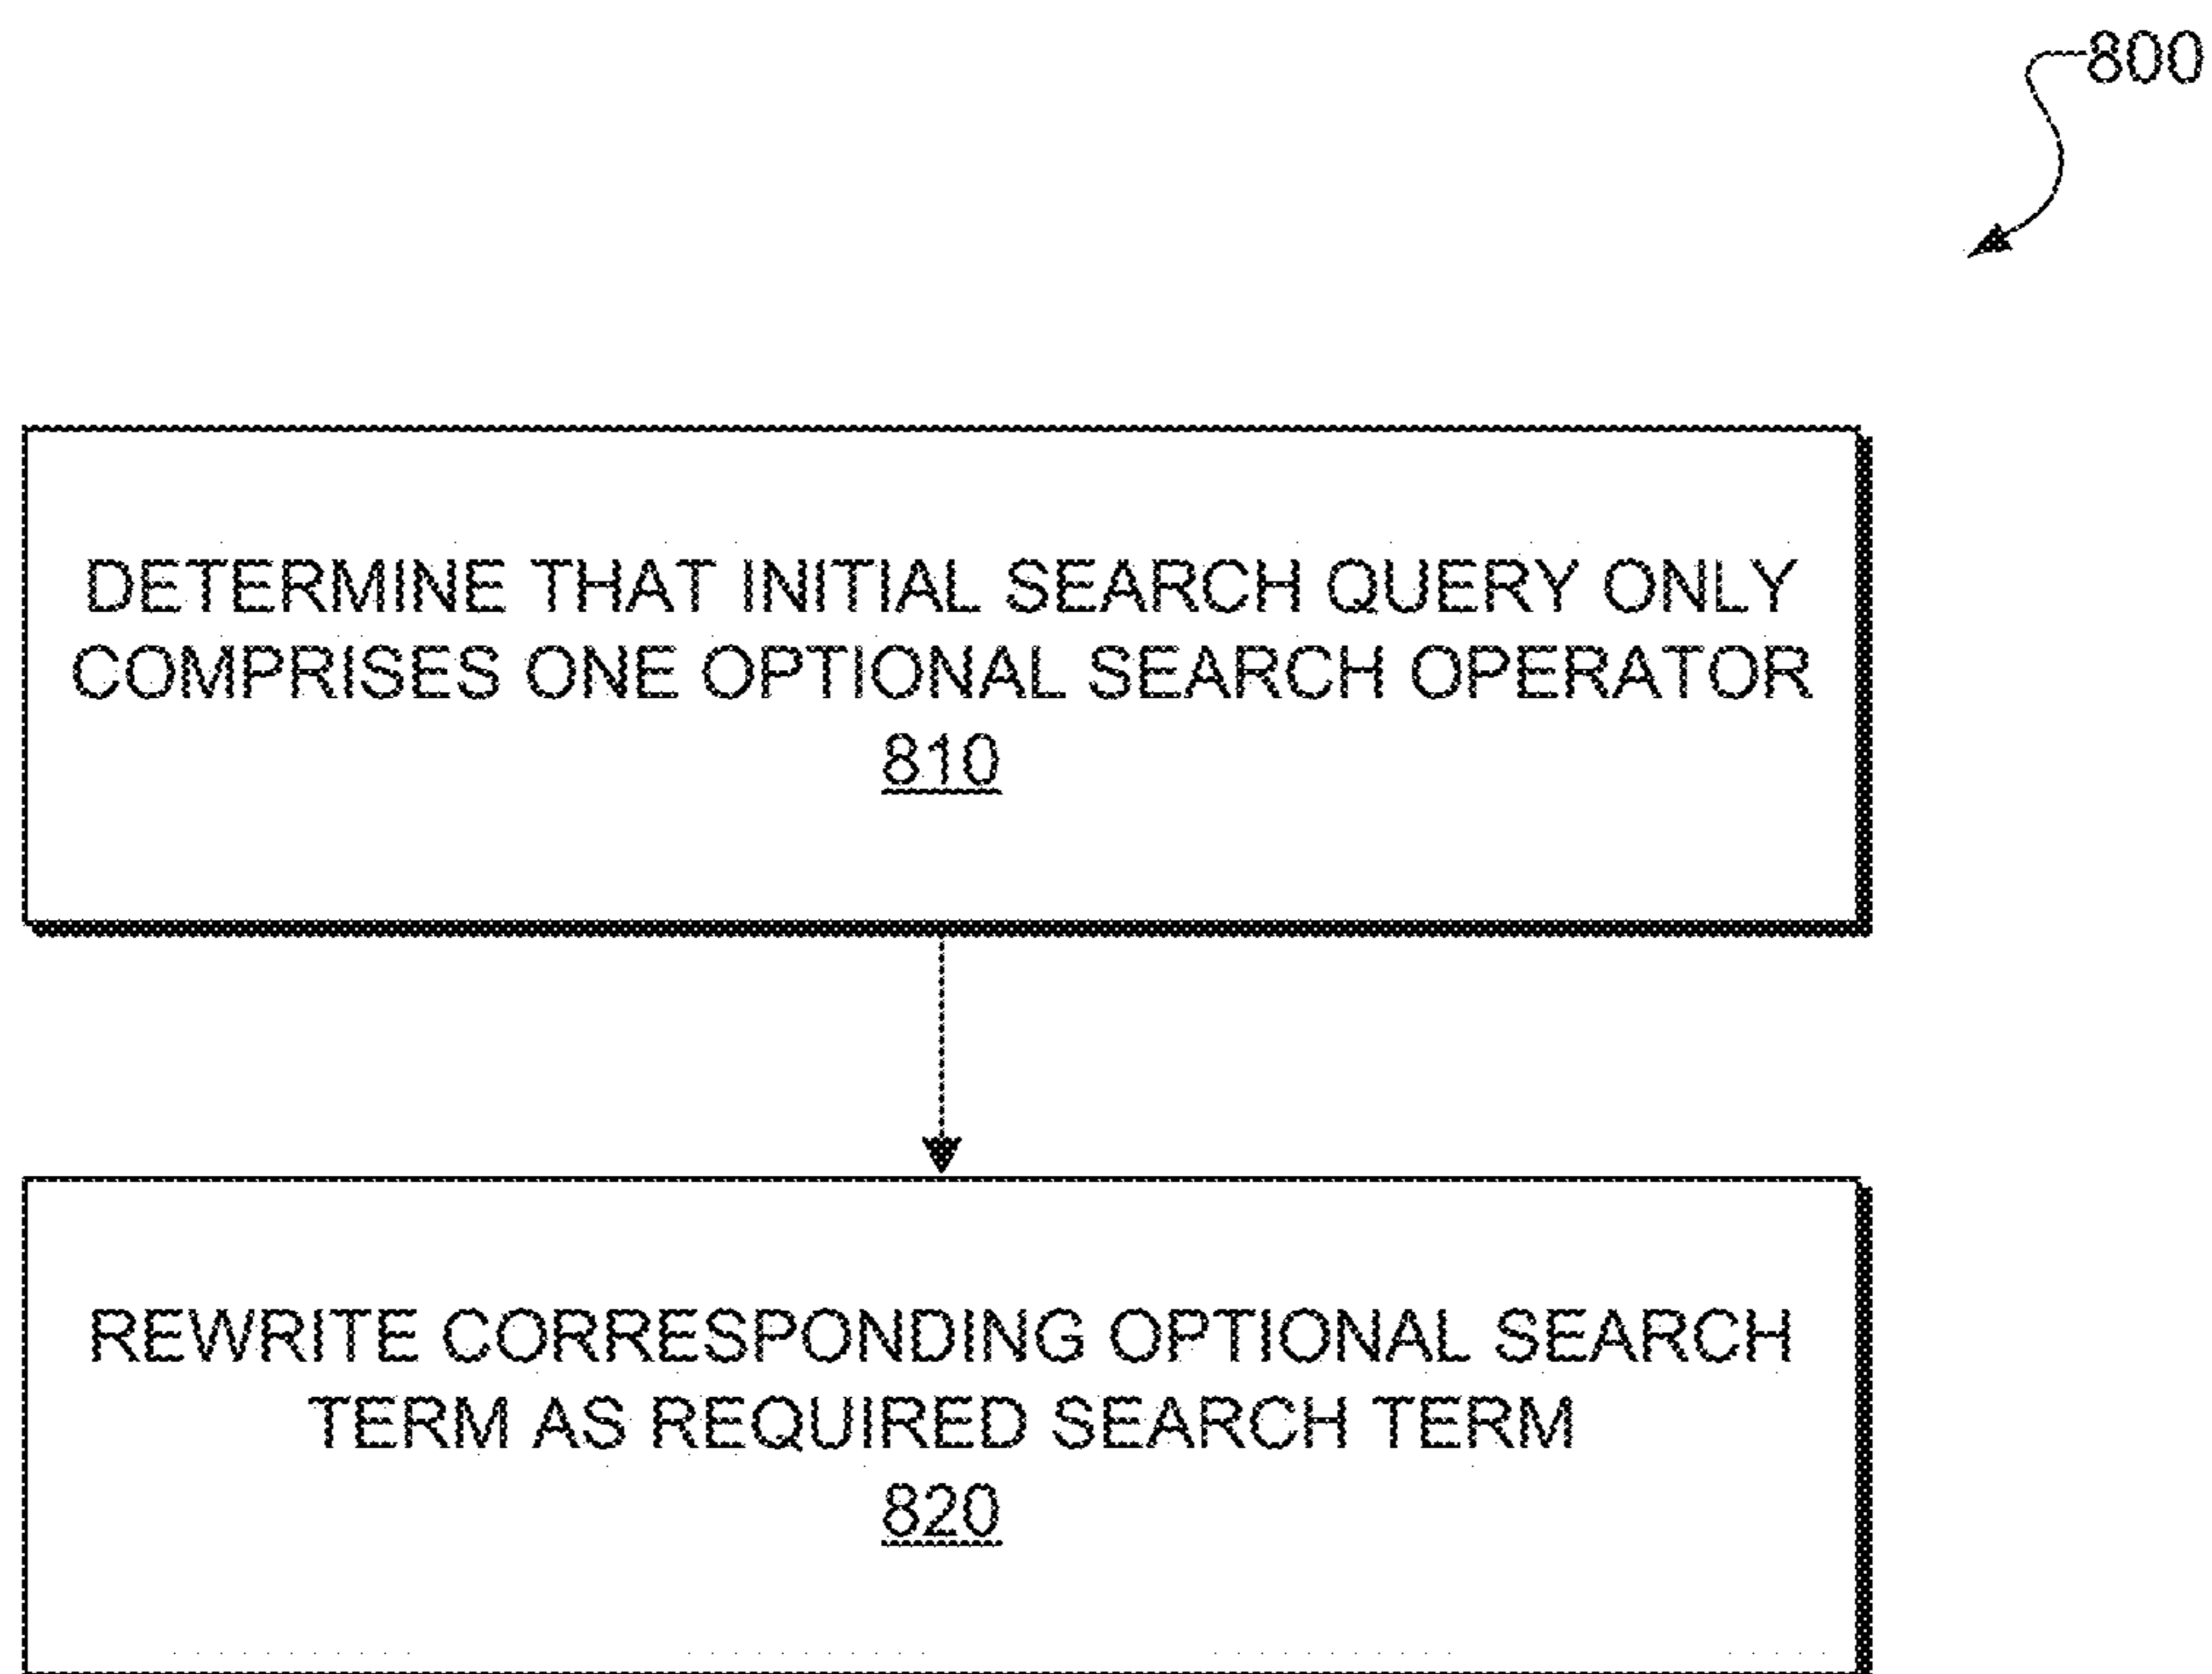 800
DETERMINE THAT INITIAL SEARCH QUERY ONLY
COMPRISES ONE OPTIONAL SEARCH OPERATOR
810
REWRITE CORRESPONDING OPTIONAL SEARCH
TERM AS REQUIRED SEARCH TERM
820